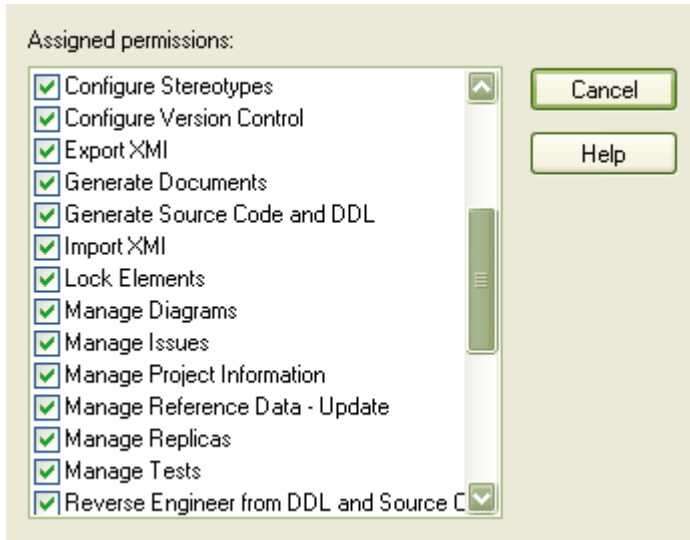 Assigned permissions:
Configure Stereotypes
Configure Version Control
Export XMI
Generate Documents
Generate Source Code and DDL
Import XMI
Lock Elements
Manage Diagrams
Manage Issues
Manage Project Information
Manage Reference Data - Update
Manage Replicas
Manage Tests
Reverse Engineer from DDL and Source
Cancel
Help